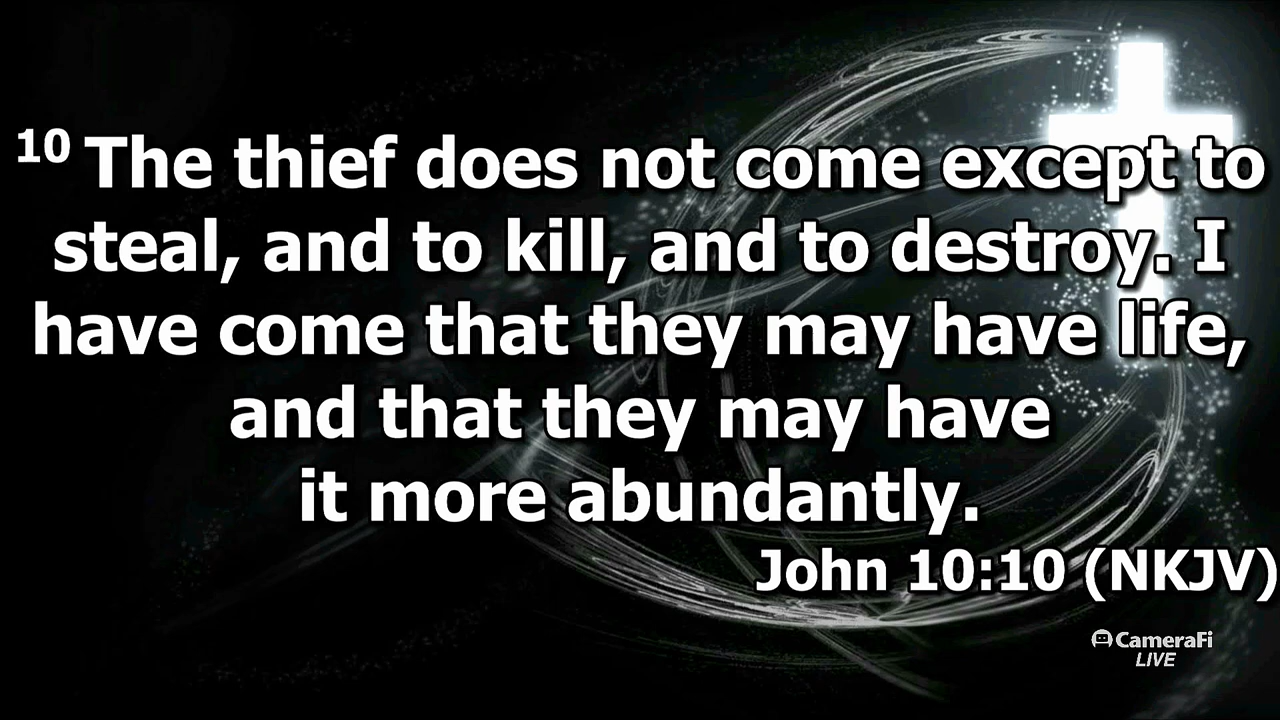 10 The thief does not come except to
steal, and to kill, and to destroy. I
have come that they may have life,
and that they may have
it more abundantly.
John 10:10 (NKJV)
CameraFi
LIVE